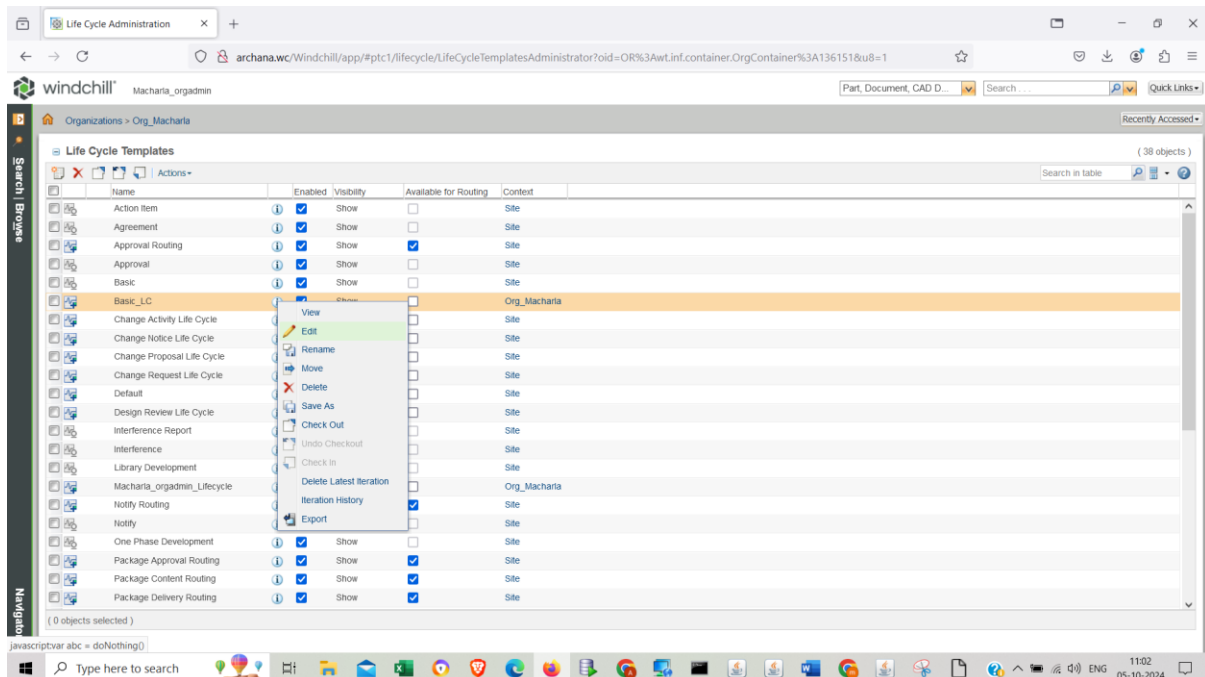 Life Cycle Administration
archana.wc/Windchill/app/#ptc1/lifecycle/LifeCycleTemplatesAdministrator?oid=OR%3Awt.inf.container.OrgContainer%3A136151&u8=1
windchill Macharla_orgadmin Part, Document, CAD D... Search . . . Quick Links
Organizations > Org_Macharla Recently Accessed
Search | Browse
Life Cycle Templates ( 38 objects )
Actions Search in table
Name Enabled Visibility Available for Routing Context
Action Item Show Site
Agreement Show Site
Approval Routing Show Site
Approval Show Site
Basic Show Site
Basic_LC Show Org_Macharla
View
Change Activity Life Cycle Site
Edit
Change Notice Life Cycle Site
Rename
Change Proposal Life Cycle Site
Move
Change Request Life Cycle Site
Delete
Default Site
Save As
Design Review Life Cycle Site
Check Out
Interference Report Site
Undo Checkout
Interference Site
Check In
Library Development Site
Delete Latest Iteration
Macharla_orgadmin_Lifecycle Org_Macharla
Iteration History
Notify Routing Site
Export
Notify Site
One Phase Development Show Site
Package Approval Routing Show Site
Package Content Routing Show Site
Package Delivery Routing Show Site
Navigator
( 0 objects selected )
javascript:var abc = doNothing()
Type here to search ENG 11:02
05-10-2024